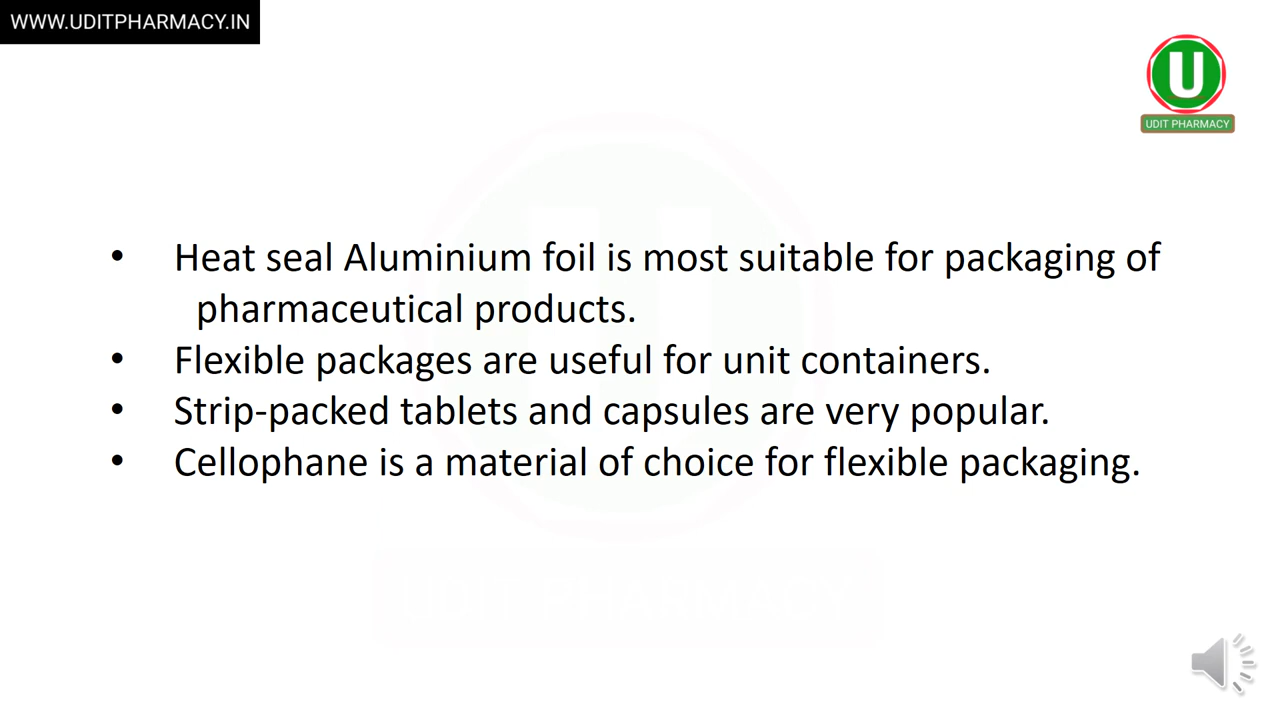 WWW.UDITPHARMACY.IN
U
UDIT PHARMACY
• Heat seal Aluminium foil is most suitable for packaging of
pharmaceutical products.
• Flexible packages are useful for unit containers.
• Strip-packed tablets and capsules are very popular.
• Cellophane is a material of choice for flexible packaging.
U
UDIT PHARMACY